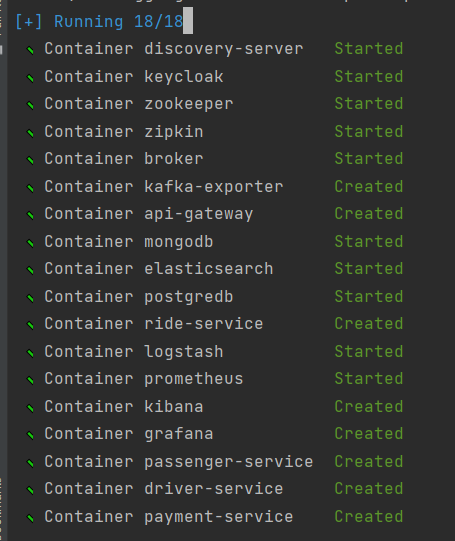 [+] Running 18/18
Container discovery-server Started
Container keycloak Started
Container zookeeper Started
Container zipkin Started
Container broker Started
Container kafka-exporter Created
Container api-gateway Created
Container mongodb Started
Container elasticsearch Started
Container postgredb Started
Container ride-service Created
Container logstash Started
Container prometheus Started
Container kibana Created
Container grafana Created
Container passenger-service Created
Container driver-service Created
Container payment-service Created